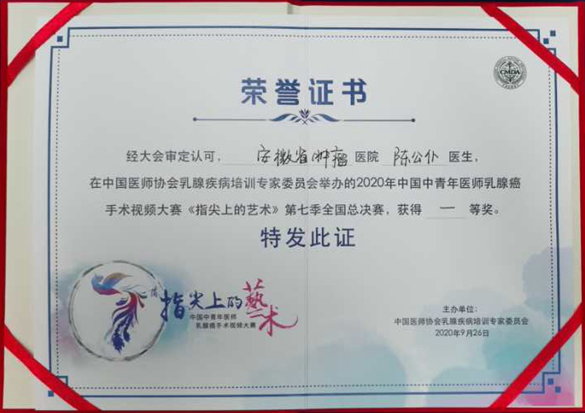 CMDA
荣誉证书
经大会审定认可，安徽省肿瘤医院 陈公仆 医生，
在中国医师协会乳腺疾病培训专家委员会举办的2020年中国中青年医师乳腺癌
手术视频大赛《指尖上的艺术》第七季全国总决赛，获得 一 等奖。
特发此证
指尖上的藝术
中国中青年医师
乳腺癌手术视频大赛
主办单位：
中国医师协会乳腺疾病培训专家委员会
2020年9月26日